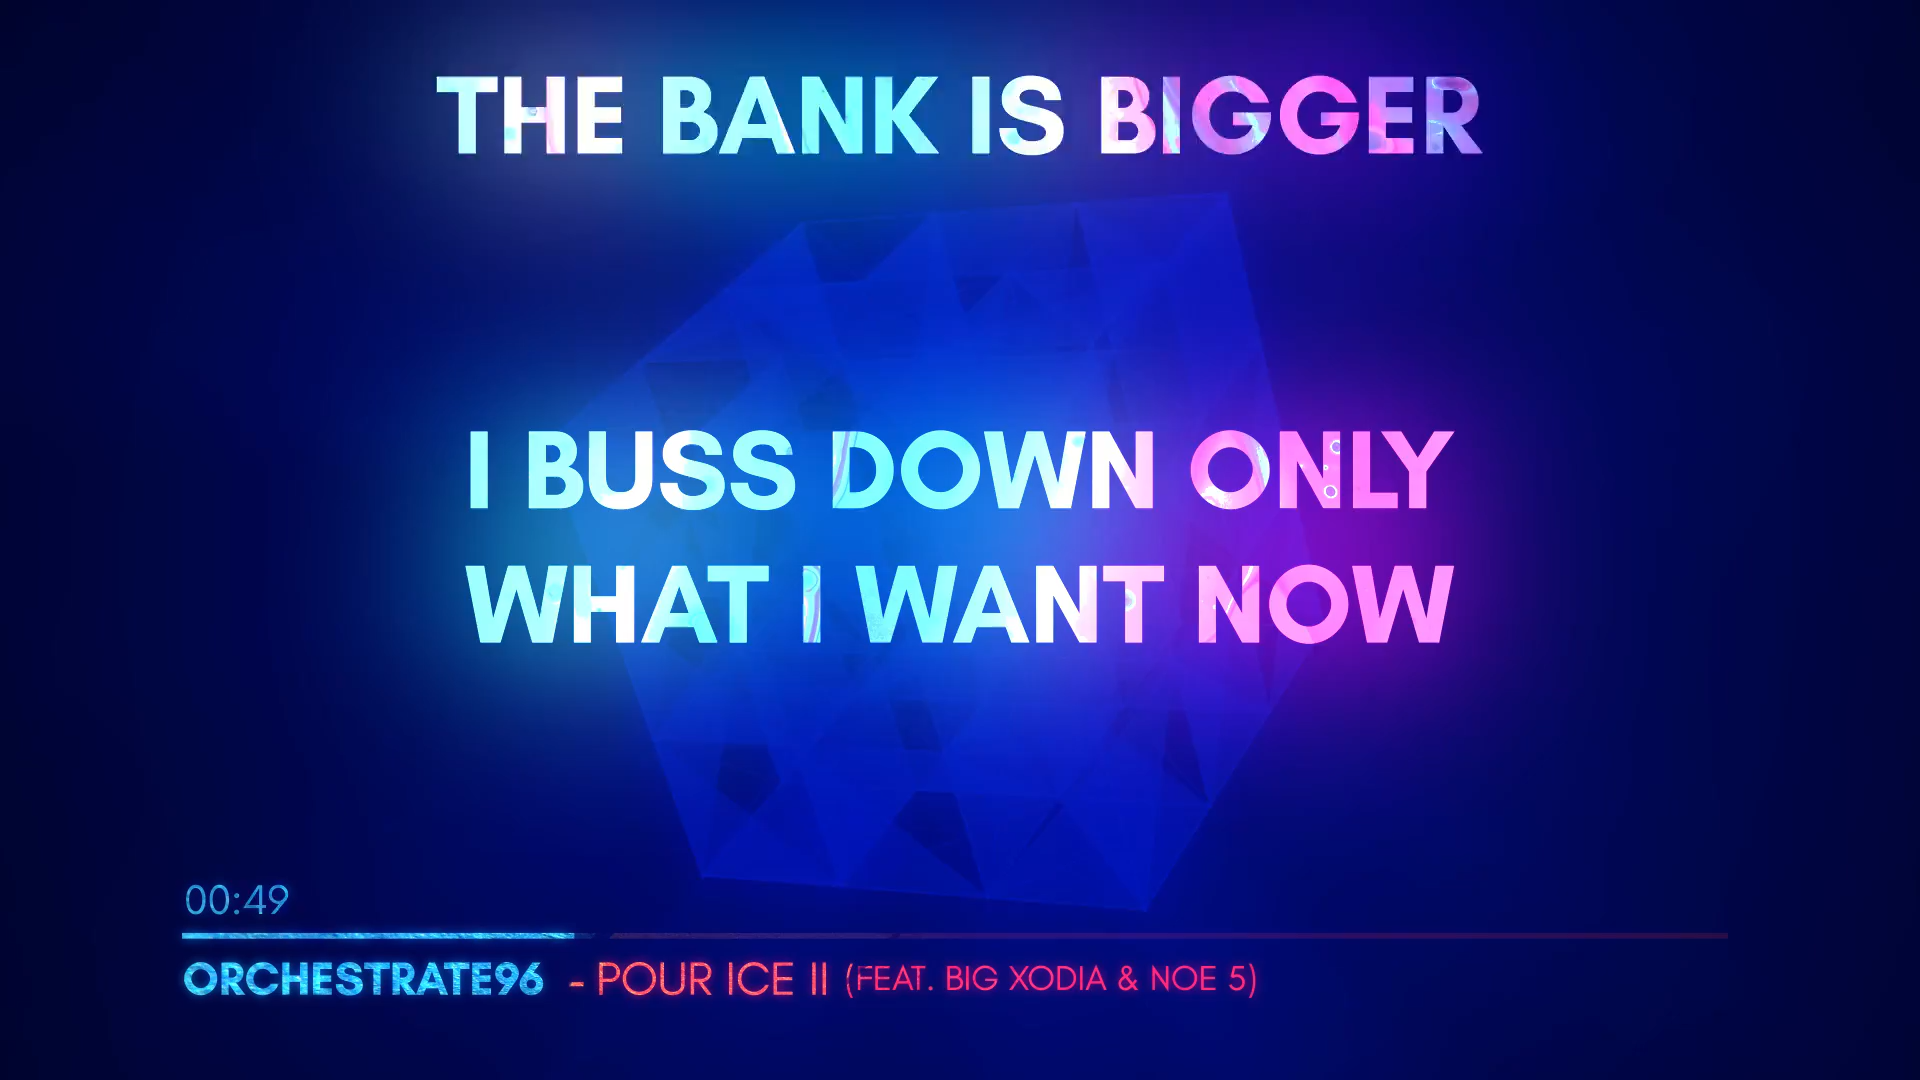 THE BANK IS BIGGER
I BUSS DOWN ONLY
WHAT I WANT NOW
00:49
ORCHESTRATE96 - POUR ICE II (FEAT. BIG XODIA & NOE 5)